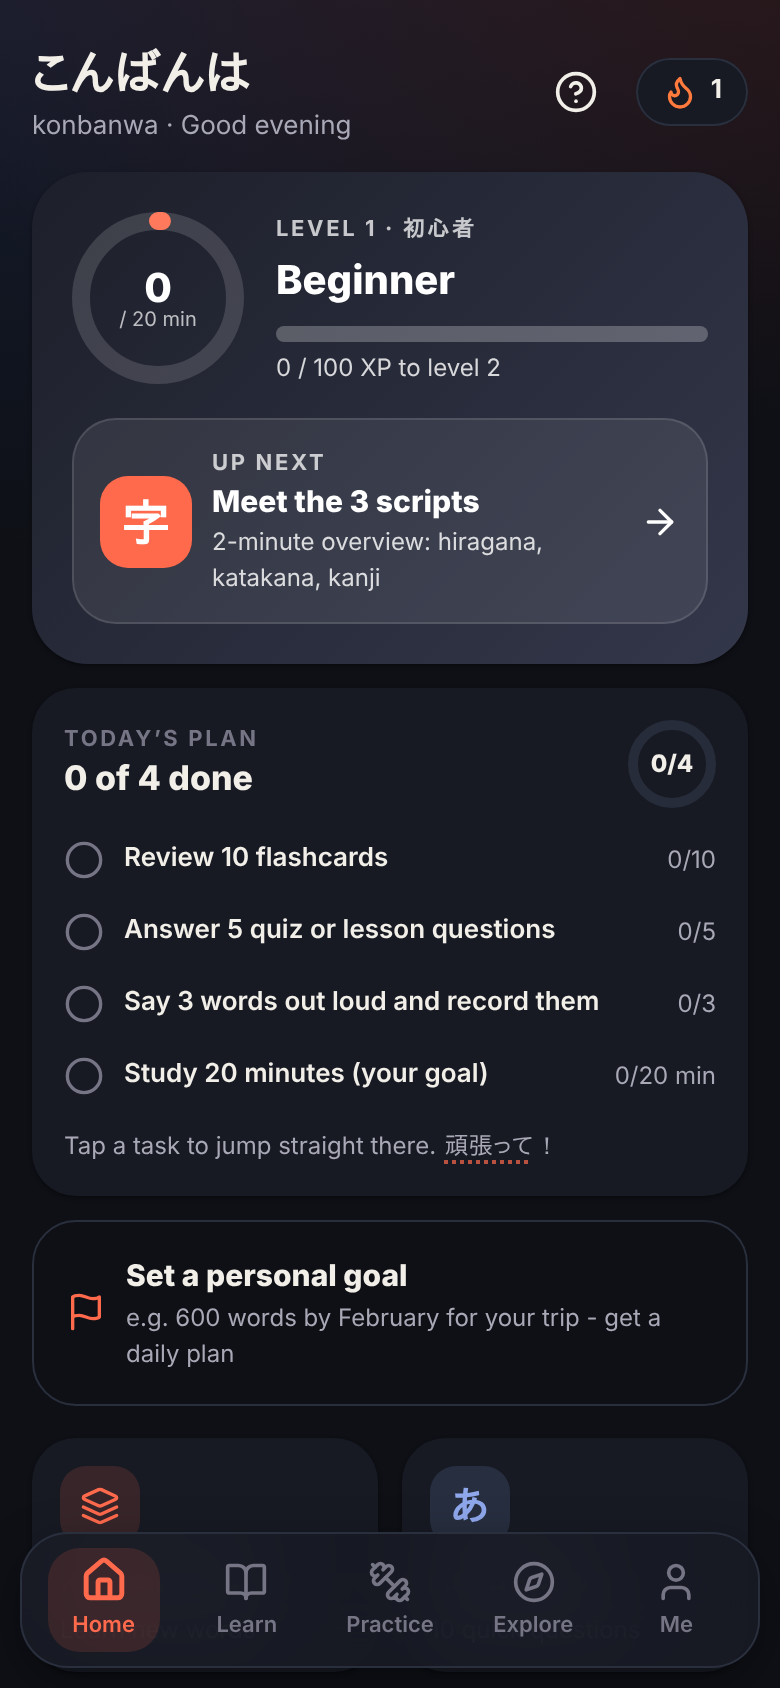 こんばんは
konbanwa · Good evening
1
0
/ 20 min
LEVEL 1 · 初心者
Beginner
0 / 100 XP to level 2
UP NEXT
字
Meet the 3 scripts
2-minute overview: hiragana,
katakana, kanji
TODAY'S PLAN
0 of 4 done
0/4
Review 10 flashcards
0/10
Answer 5 quiz or lesson questions
0/5
Say 3 words out loud and record them
0/3
Study 20 minutes (your goal)
0/20 min
Tap a task to jump straight there. 頑張って！
Set a personal goal
e.g. 600 words by February for your trip - get a
daily plan
あ
Home
Learn
Practice
Explore
Me